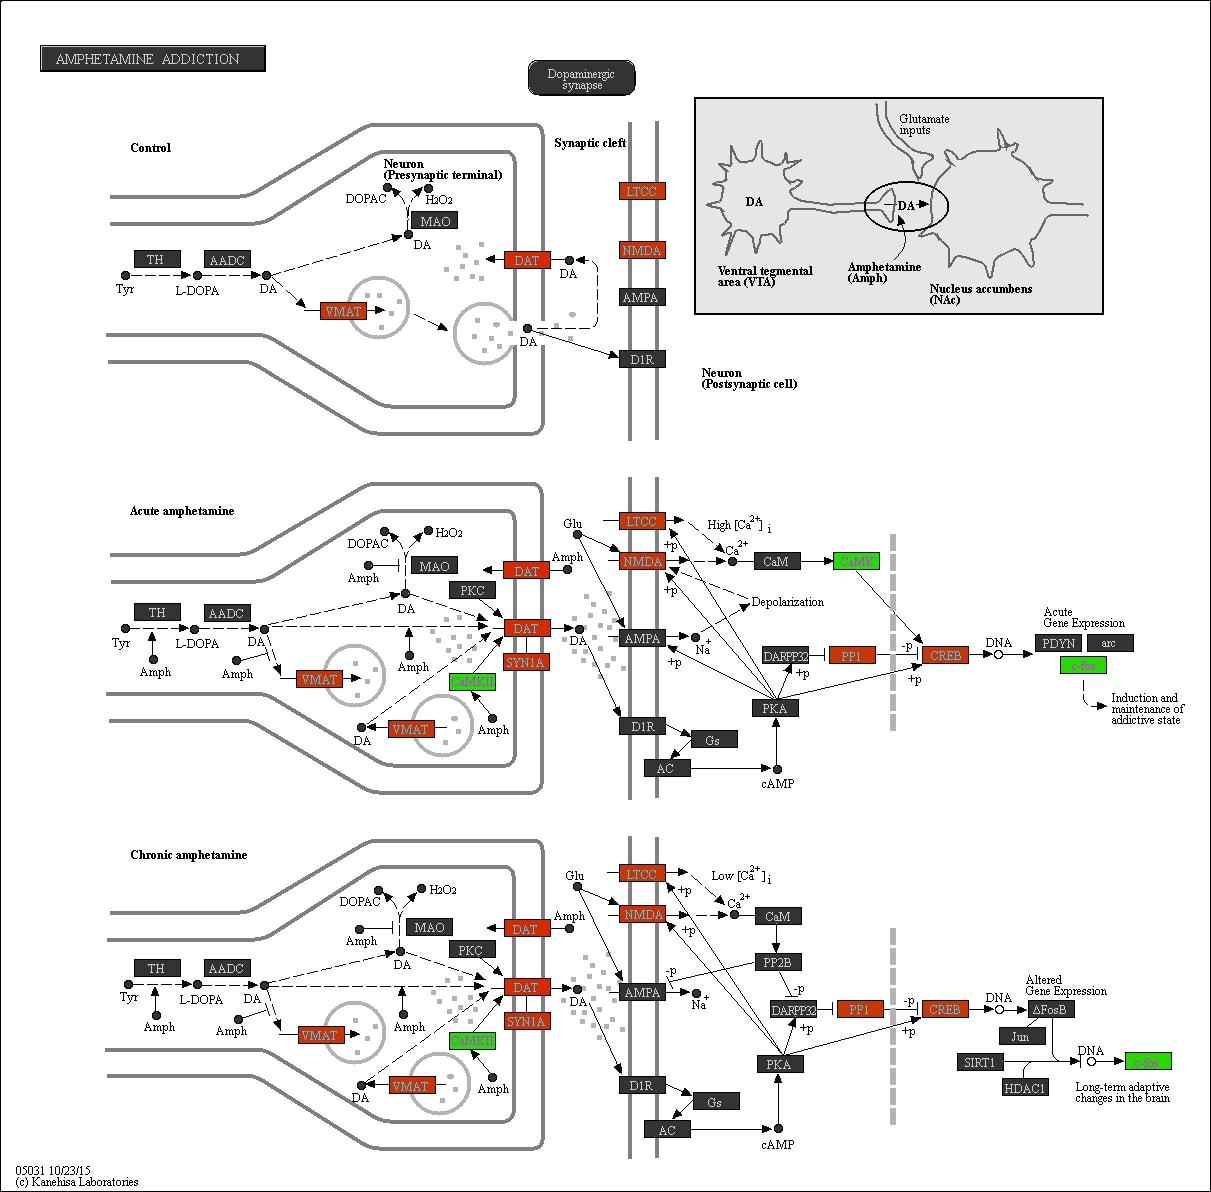 AMPHETAMINE ADDICTION
Dopaminergic
synapse
Control
Neuron
(Presynaptic terminal)
Synaptic cleft
DOPAC
H2O2
MAO
DA
TH
AADC
Tyr
L-DOPA
DA
VMAT
DAT
DA
DA
LTCC
NMDA
AMPA
D1R
Neuron
(Postsynaptic cell)
Glutamate
inputs
DA
DA
Ventral tegmental
area (VTA)
Amphetamine
(Amph)
Nucleus accumbens
(NAc)
Acute amphetamine
DOPAC
H2O2
MAO
Amph
DA
PKC
DAT
Amph
TH
AADC
Tyr
L-DOPA
DA
Amph
Amph
Amph
DAT
DA
SYN1A
CaMKII
VMAT
VMAT
DA
Amph
Glu
LTCC
NMDA
AMPA
D1R
Gs
AC
cAMP
PKA
+p
+p
+p
High [Ca2+] i
Ca2+
CaM
CaMK
Depolarization
Na+
DARPP32
+p
PP1
-p
+p
CREB
DNA
Acute
Gene Expression
PDYN
arc
c-fos
Induction and
maintenance of
addictive state
Chronic amphetamine
DOPAC
H2O2
MAO
Amph
DA
PKC
DAT
Amph
TH
AADC
Tyr
L-DOPA
DA
Amph
Amph
Amph
DAT
DA
SYN1A
CaMKII
VMAT
VMAT
DA
Amph
Glu
LTCC
NMDA
AMPA
D1R
Gs
AC
cAMP
PKA
+p
+p
-p
Low [Ca2+] i
Ca2+
CaM
PP2B
-p
Na+
DARPP32
+p
PP1
-p
+p
CREB
DNA
Altered
Gene Expression
ΔFosB
Jun
SIRT1
HDAC1
DNA
c-fos
Long-term adaptive
changes in the brain
05031 10/23/15
(c) Kanehisa Laboratories